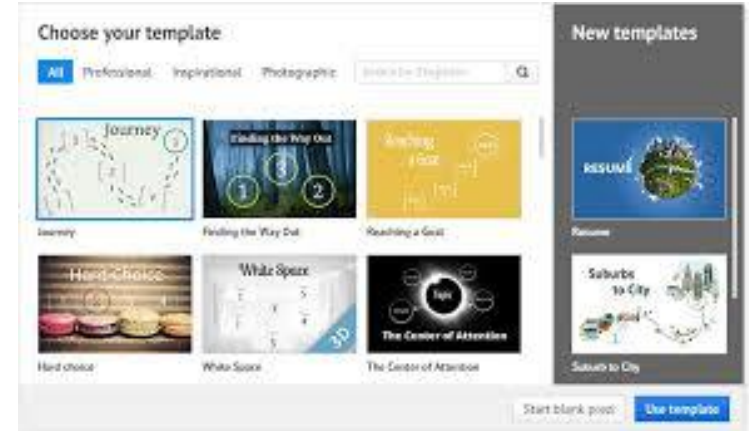 Choose your template
All Professional Inspirational Photographic
Journey
3
Journey
Finding the Way Out
3
1 2
Finding the Way Out
Reaching
a Goal
Reaching a Goal
Hard Choice
Hard choice
White Space
3D
White Space
Topic
The Center of Attention
The Center of Attention
New templates
RESUMÉ
Resume
Suburbs
to City
Suburb to City
Start blank prezi
Use template